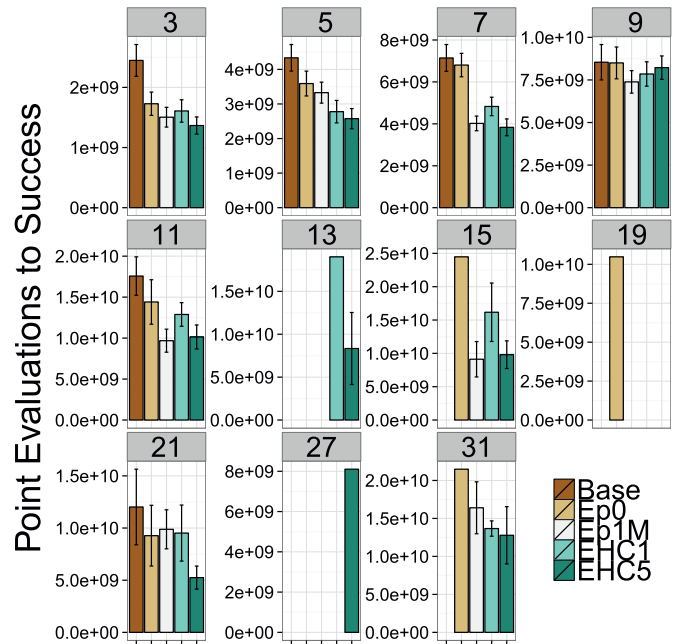 Point Evaluations to Success
3 5 7 9
2e+09 1e+09 0e+00
4e+09 3e+09 2e+09 1e+09 0e+00
8e+09 6e+09 4e+09 2e+09 0e+00
1.0e+10 7.5e+09 5.0e+09 2.5e+09 0.0e+00
11 13 15 19
2.0e+10 1.5e+10 1.0e+10 5.0e+09 0.0e+00
1.5e+10 1.0e+10 5.0e+09 0.0e+00
2.5e+10 2.0e+10 1.5e+10 1.0e+10 5.0e+09 0.0e+00
1.0e+10 7.5e+09 5.0e+09 2.5e+09 0.0e+00
21 27 31
1.5e+10 1.0e+10 5.0e+09 0.0e+00
8e+09 6e+09 4e+09 2e+09 0e+00
2.0e+10 1.5e+10 1.0e+10 5.0e+09 0.0e+00
Base
Ep0
Ep1M
EHC1
EHC5